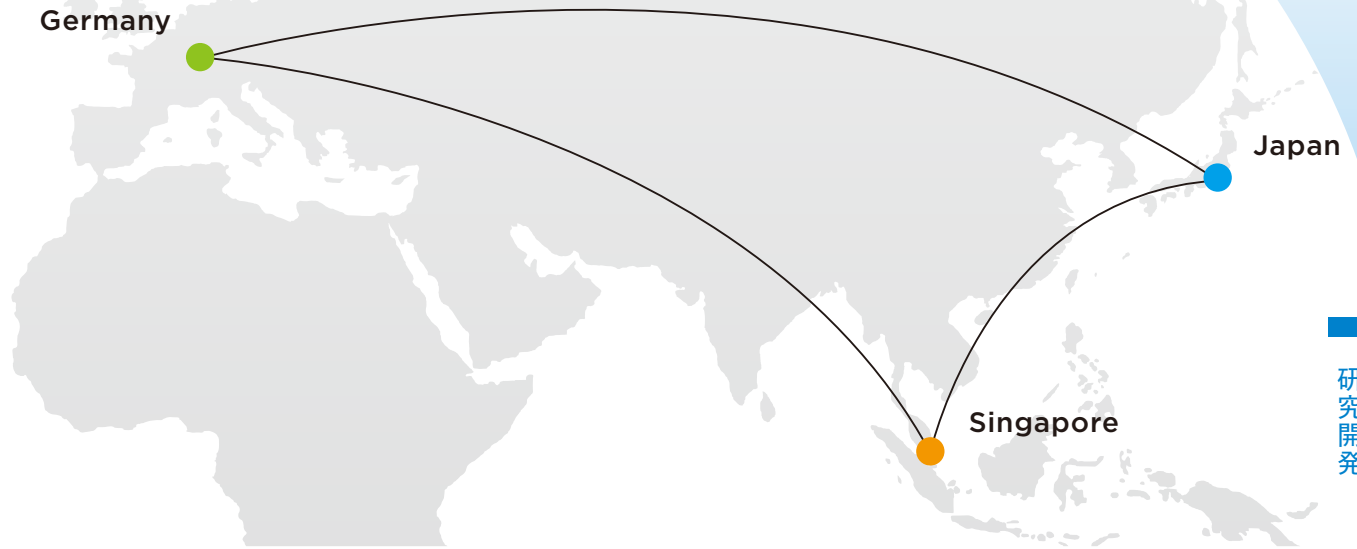 Germany
Japan
Singapore
研究開発